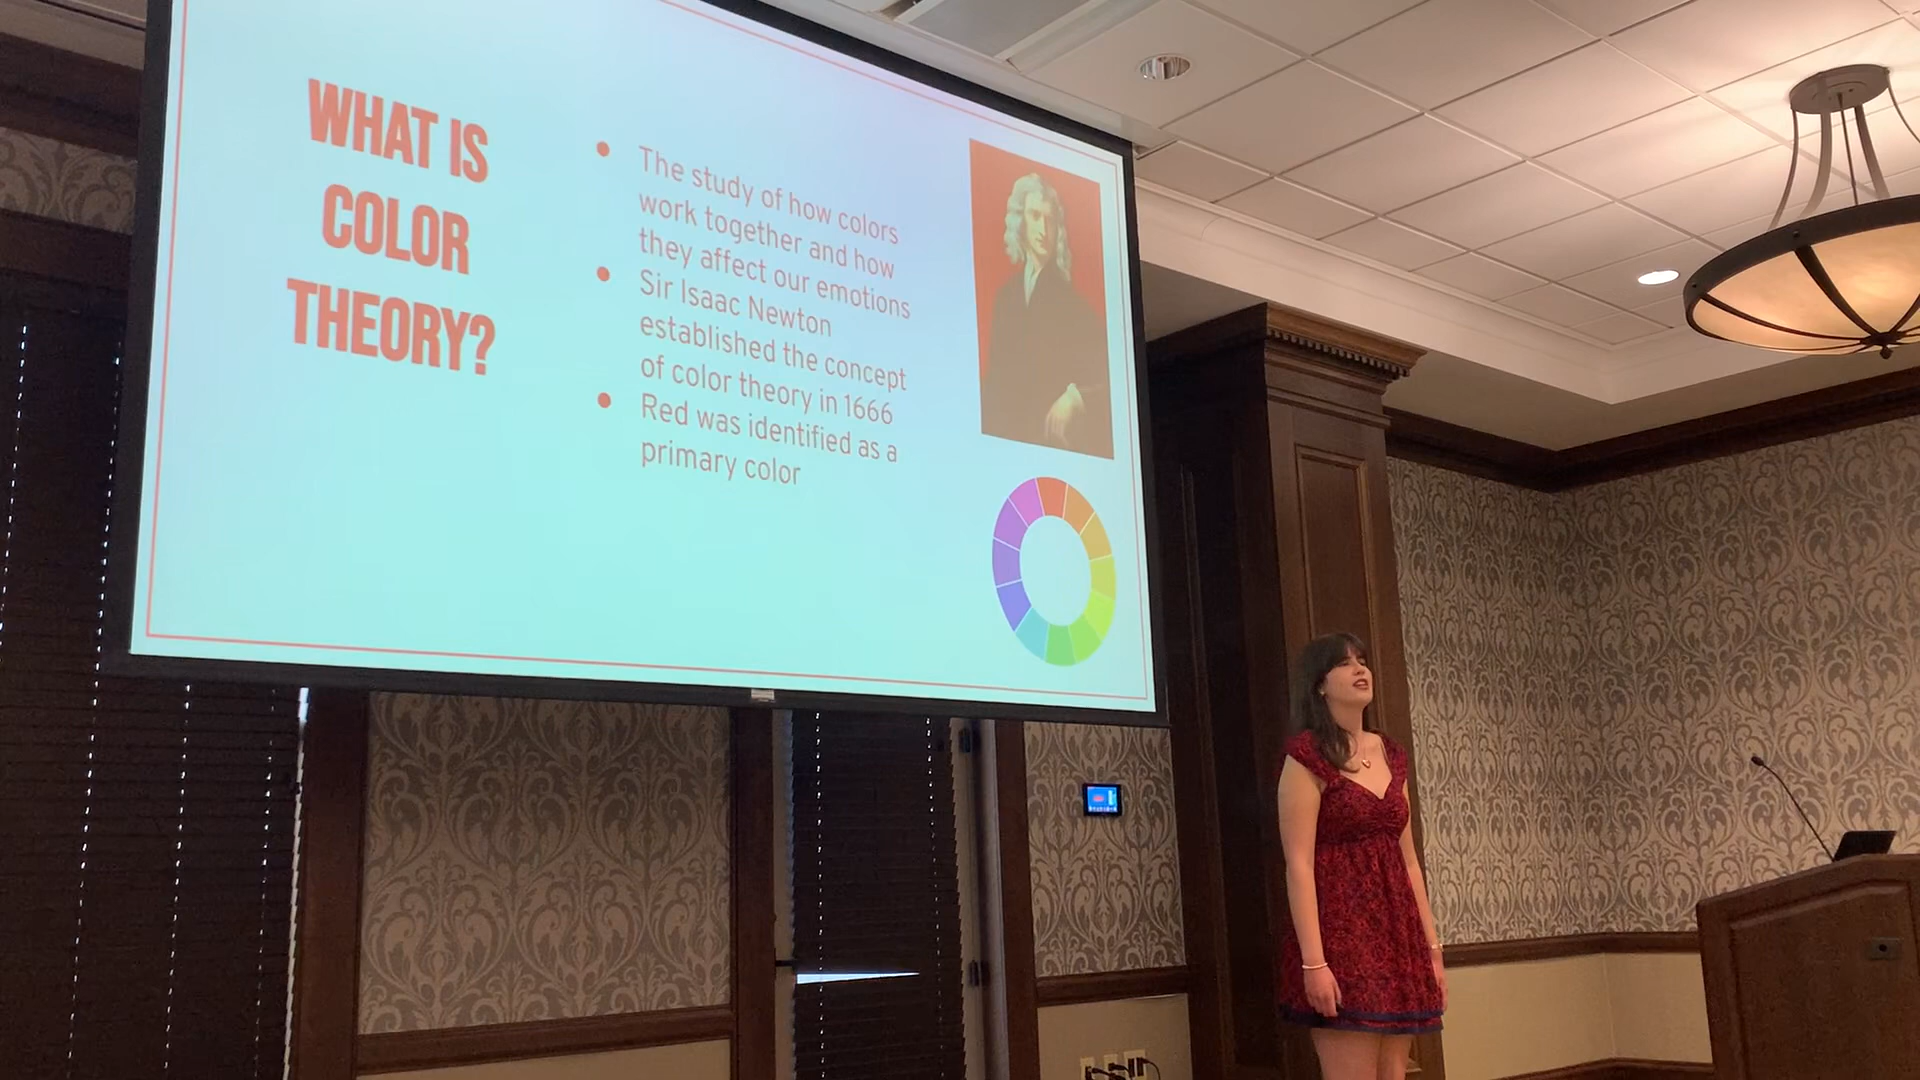 WHAT IS
COLOR
THEORY?
The study of how colors
work together and how
they affect our emotions
Sir Isaac Newton
established the concept
of color theory in 1666
Red was identified as a
primary color